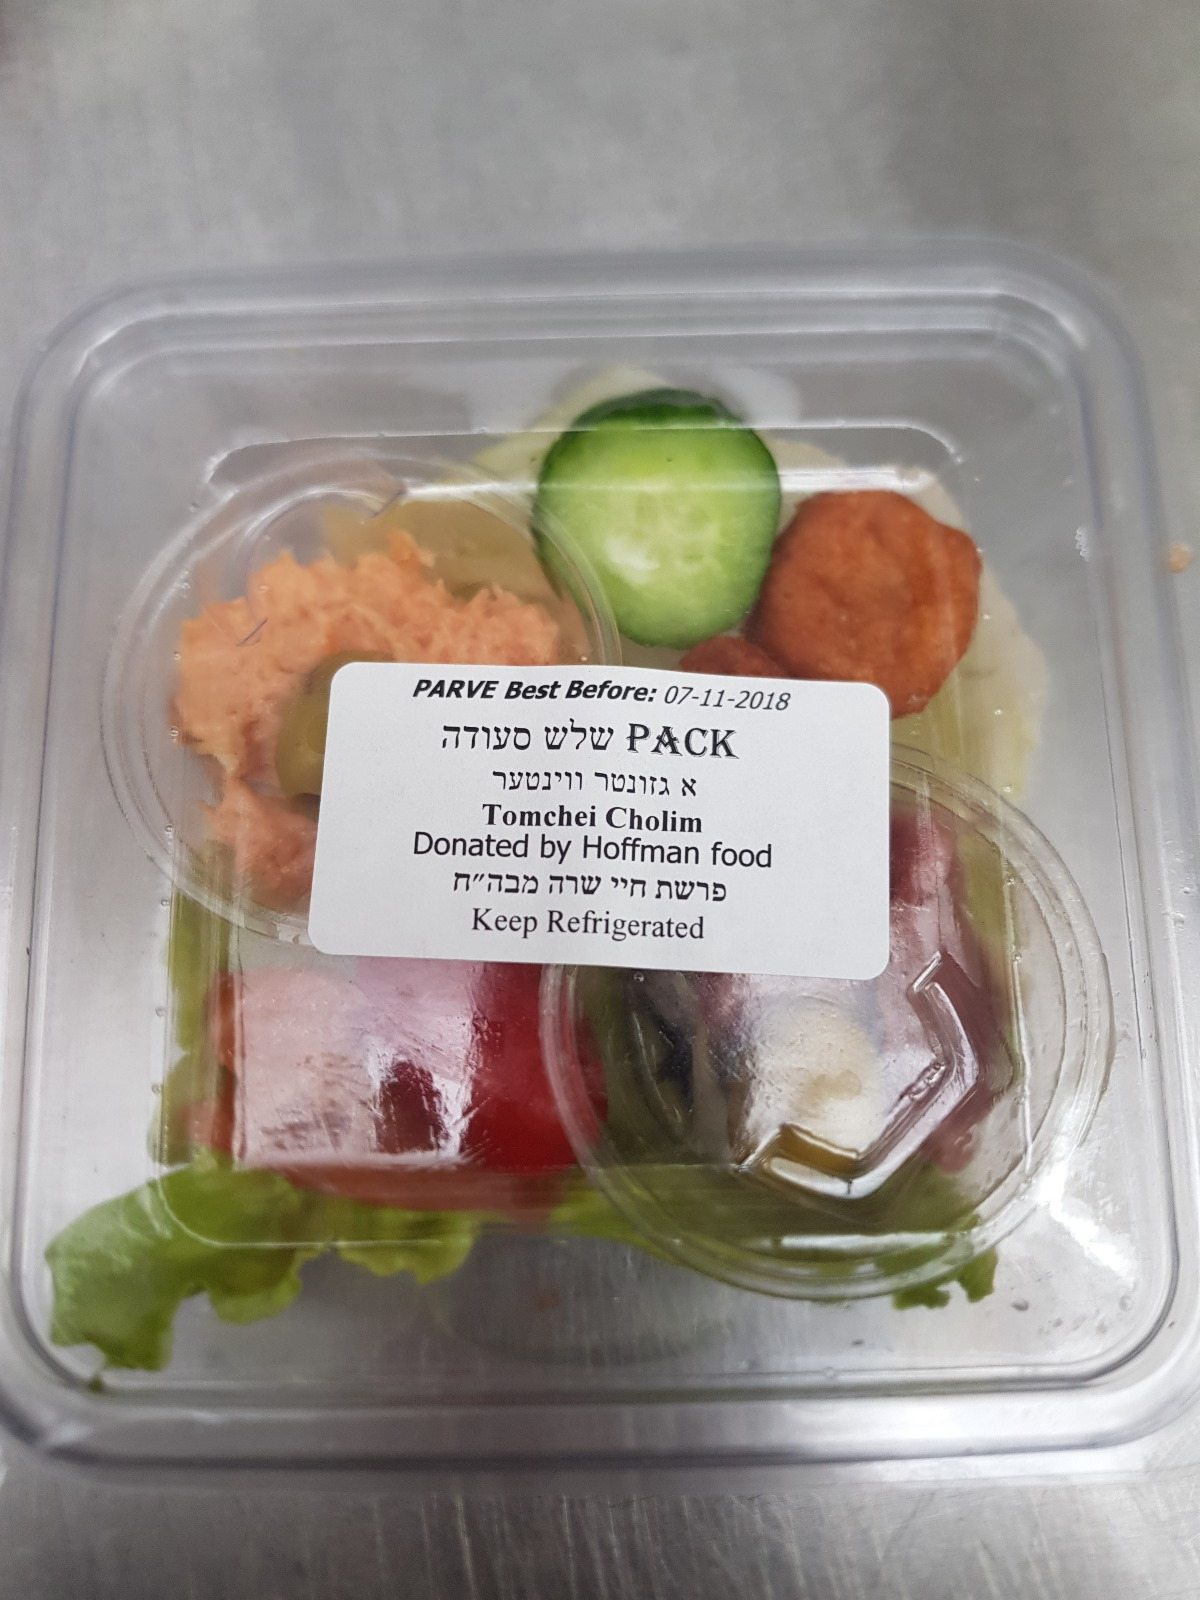 PARVE Best Before: 07-11-2018
שלש סעודה PACK
א גזונטר ווינטער
Tomchei Cholim
Donated by Hoffman food
פרשת חיי שרה מבה״ח
Keep Refrigerated